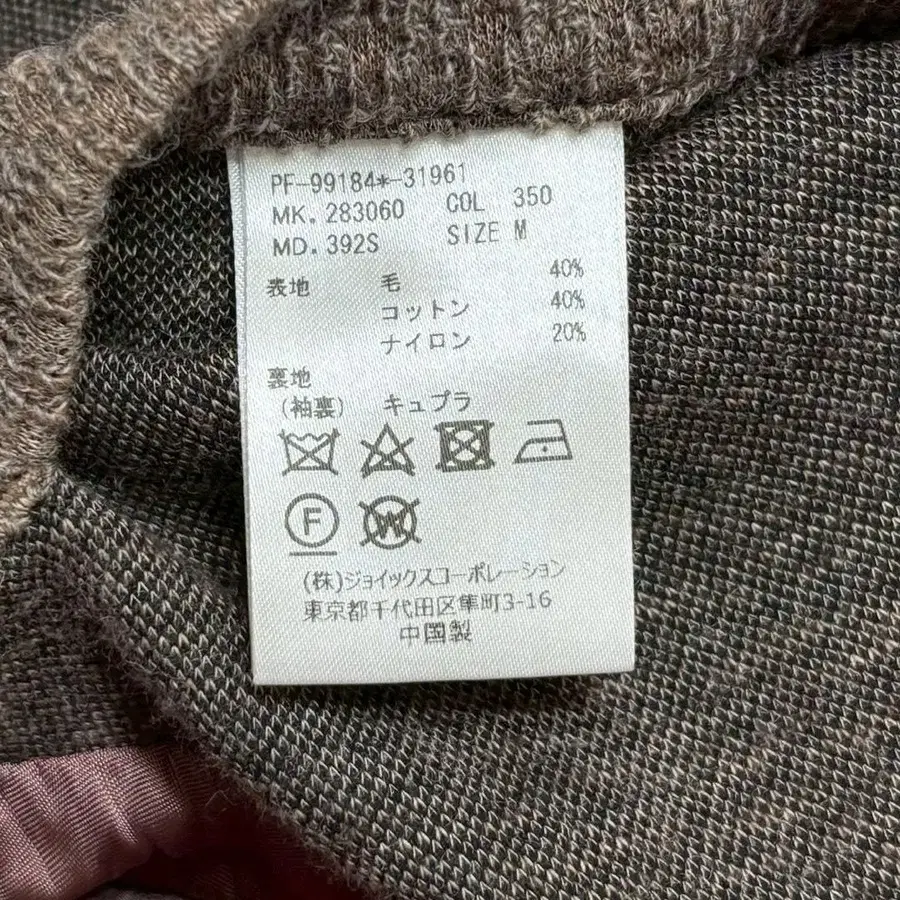 PF-99184*-31961
MK. 283060 COL 350
MD. 392S SIZE M
表地 毛 40%
コットン 40%
ナイロン 20%
裏地
(袖裏) キュプラ
F W
(株)ジョイックスコーポレーション
東京都千代田区隼町3-16
中国製